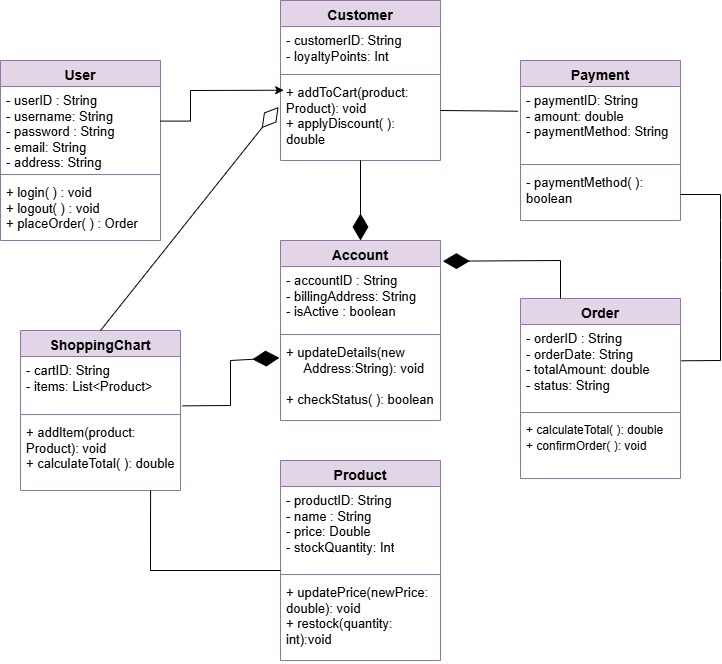 Customer
- customerID: String
- loyaltyPoints: Int
+ addToCart(product:
Product): void
+ applyDiscount( ):
double
User
- userID : String
- username: String
- password : String
- email: String
- address: String
+ login( ) : void
+ logout( ) : void
+ placeOrder( ) : Order
Payment
- paymentID: String
- amount: double
- paymentMethod: String
- paymentMethod( ):
boolean
Account
- accountID : String
- billingAddress: String
- isActive : boolean
+ updateDetails(new
Address:String): void
+ checkStatus( ): boolean
Order
- orderID : String
- orderDate: String
- totalAmount: double
- status: String
+ calculateTotal( ): double
+ confirmOrder( ): void
ShoppingChart
- cartID: String
- items: List<Product>
+ addItem(product:
Product): void
+ calculateTotal( ): double
Product
- productID: String
- name : String
- price: Double
- stockQuantity: Int
+ updatePrice(newPrice:
double): void
+ restock(quantity:
int):void